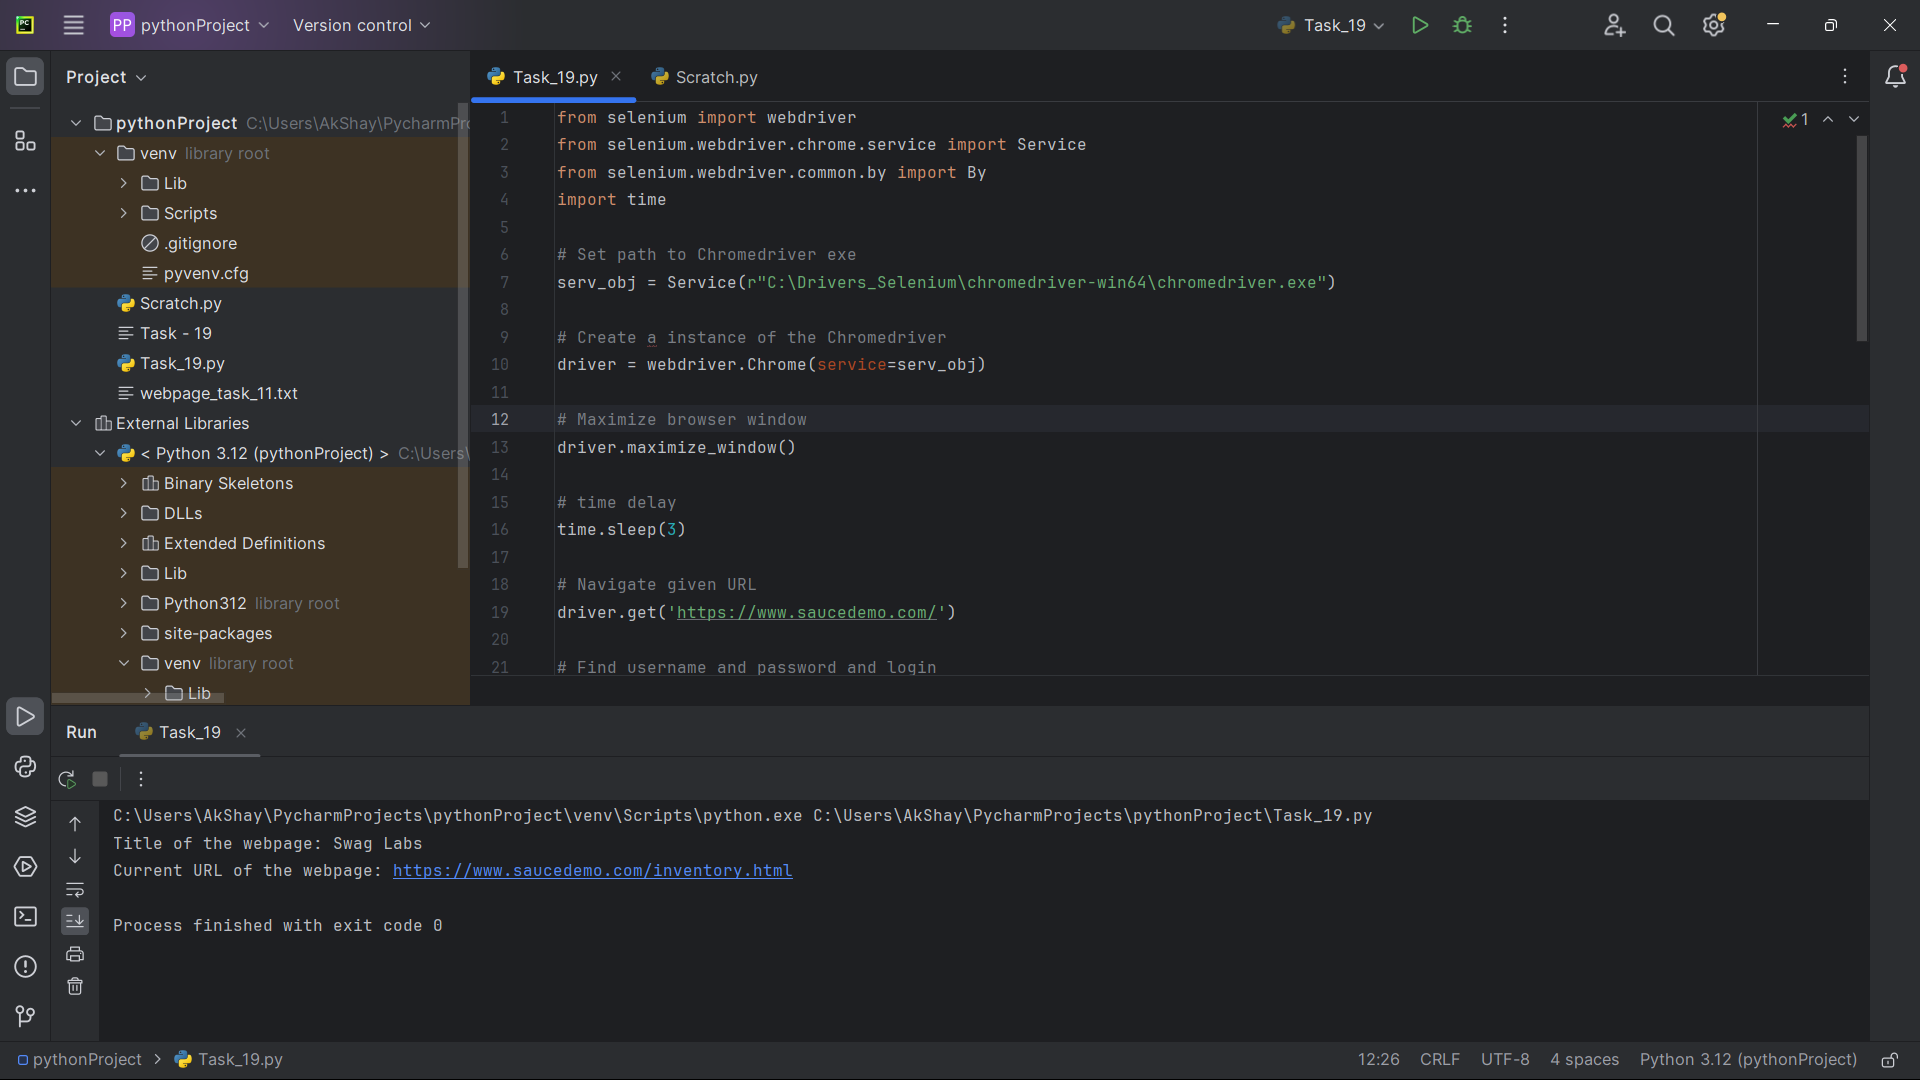 PC
PP pythonProject Version control Task_19
Project
Task_19.py Scratch.py
pythonProject C:\Users\AkShay\PycharmPro
venv library root
Lib
Scripts
.gitignore
pyvenv.cfg
Scratch.py
Task - 19
Task_19.py
webpage_task_11.txt
External Libraries
< Python 3.12 (pythonProject) > C:\Users\
Binary Skeletons
DLLs
Extended Definitions
Lib
Python312 library root
site-packages
venv library root
Lib
1 from selenium import webdriver
2 from selenium.webdriver.chrome.service import Service
3 from selenium.webdriver.common.by import By
4 import time
5
6 # Set path to Chromedriver exe
7 serv_obj = Service(r"C:\Drivers_Selenium\chromedriver-win64\chromedriver.exe")
8
9 # Create a instance of the Chromedriver
10 driver = webdriver.Chrome(service=serv_obj)
11
12 # Maximize browser window
13 driver.maximize_window()
14
15 # time delay
16 time.sleep(3)
17
18 # Navigate given URL
19 driver.get('https://www.saucedemo.com/')
20
21 # Find username and password and login
1
Run Task_19
C:\Users\AkShay\PycharmProjects\pythonProject\venv\Scripts\python.exe C:\Users\AkShay\PycharmProjects\pythonProject\Task_19.py
Title of the webpage: Swag Labs
Current URL of the webpage: https://www.saucedemo.com/inventory.html
Process finished with exit code 0
pythonProject > Task_19.py 12:26 CRLF UTF-8 4 spaces Python 3.12 (pythonProject)